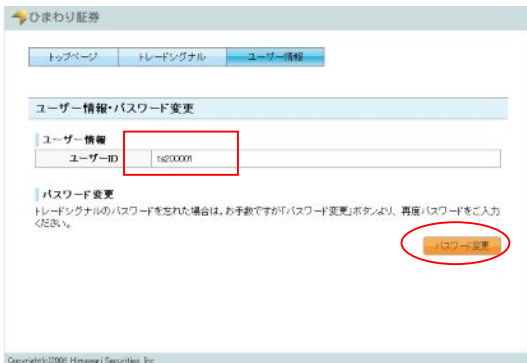 ひまわり証券
トップページ
トレードシグナル
ユーザー情報
ユーザー情報・パスワード変更
ユーザー情報
ユーザーID
ts200001
パスワード変更
トレードシグナルのパスワードを忘れた場合は、お手数ですが「パスワード変更」ボタンより、再度パスワードをご入力
ください。
パスワード変更
Copyright(c)2006 Himawari Securities, Inc.